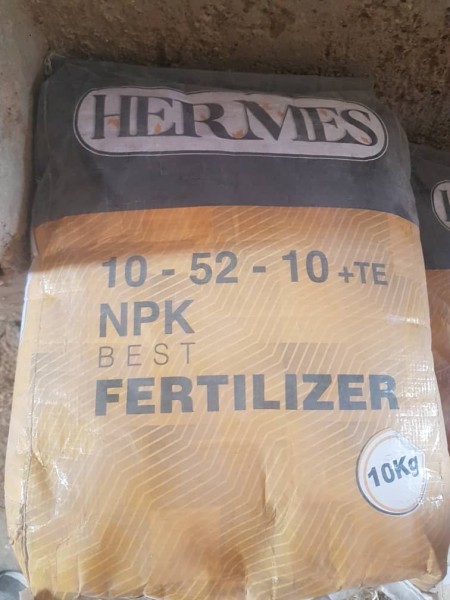 HERMES
10 - 52 - 10 +TE
NPK
BEST
FERTILIZER
10Kg